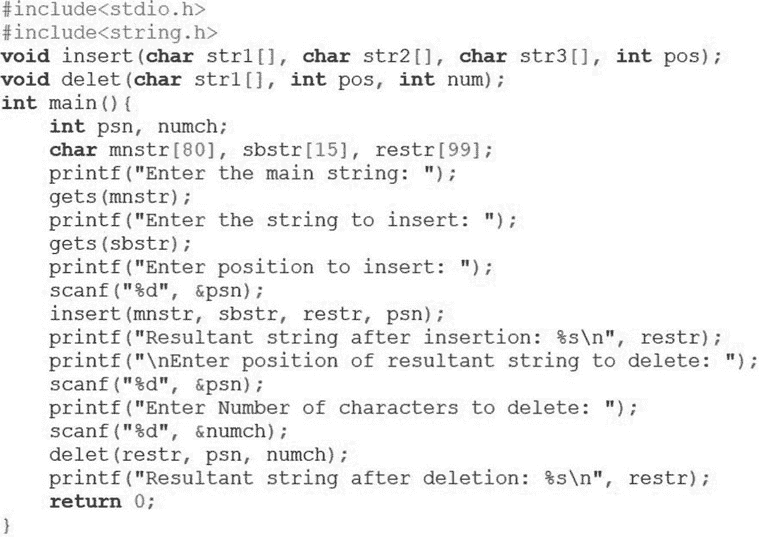 #include<stdio.h>
#include<string.h>
void insert(char str1[], char str2[], char str3[], int pos);
void delet(char str1[], int pos, int num);
int main(){
    int psn, numch;
    char mnstr[80], sbstr[15], restr[99];
    printf("Enter the main string: ");
    gets(mnstr);
    printf("Enter the string to insert: ");
    gets(sbstr);
    printf("Enter position to insert: ");
    scanf("%d", &psn);
    insert(mnstr, sbstr, restr, psn);
    printf("Resultant string after insertion: %s\n", restr);
    printf("\nEnter position of resultant string to delete: ");
    scanf("%d", &psn);
    printf("Enter Number of characters to delete: ");
    scanf("%d", &numch);
    delet(restr, psn, numch);
    printf("Resultant string after deletion: %s\n", restr);
    return 0;
}